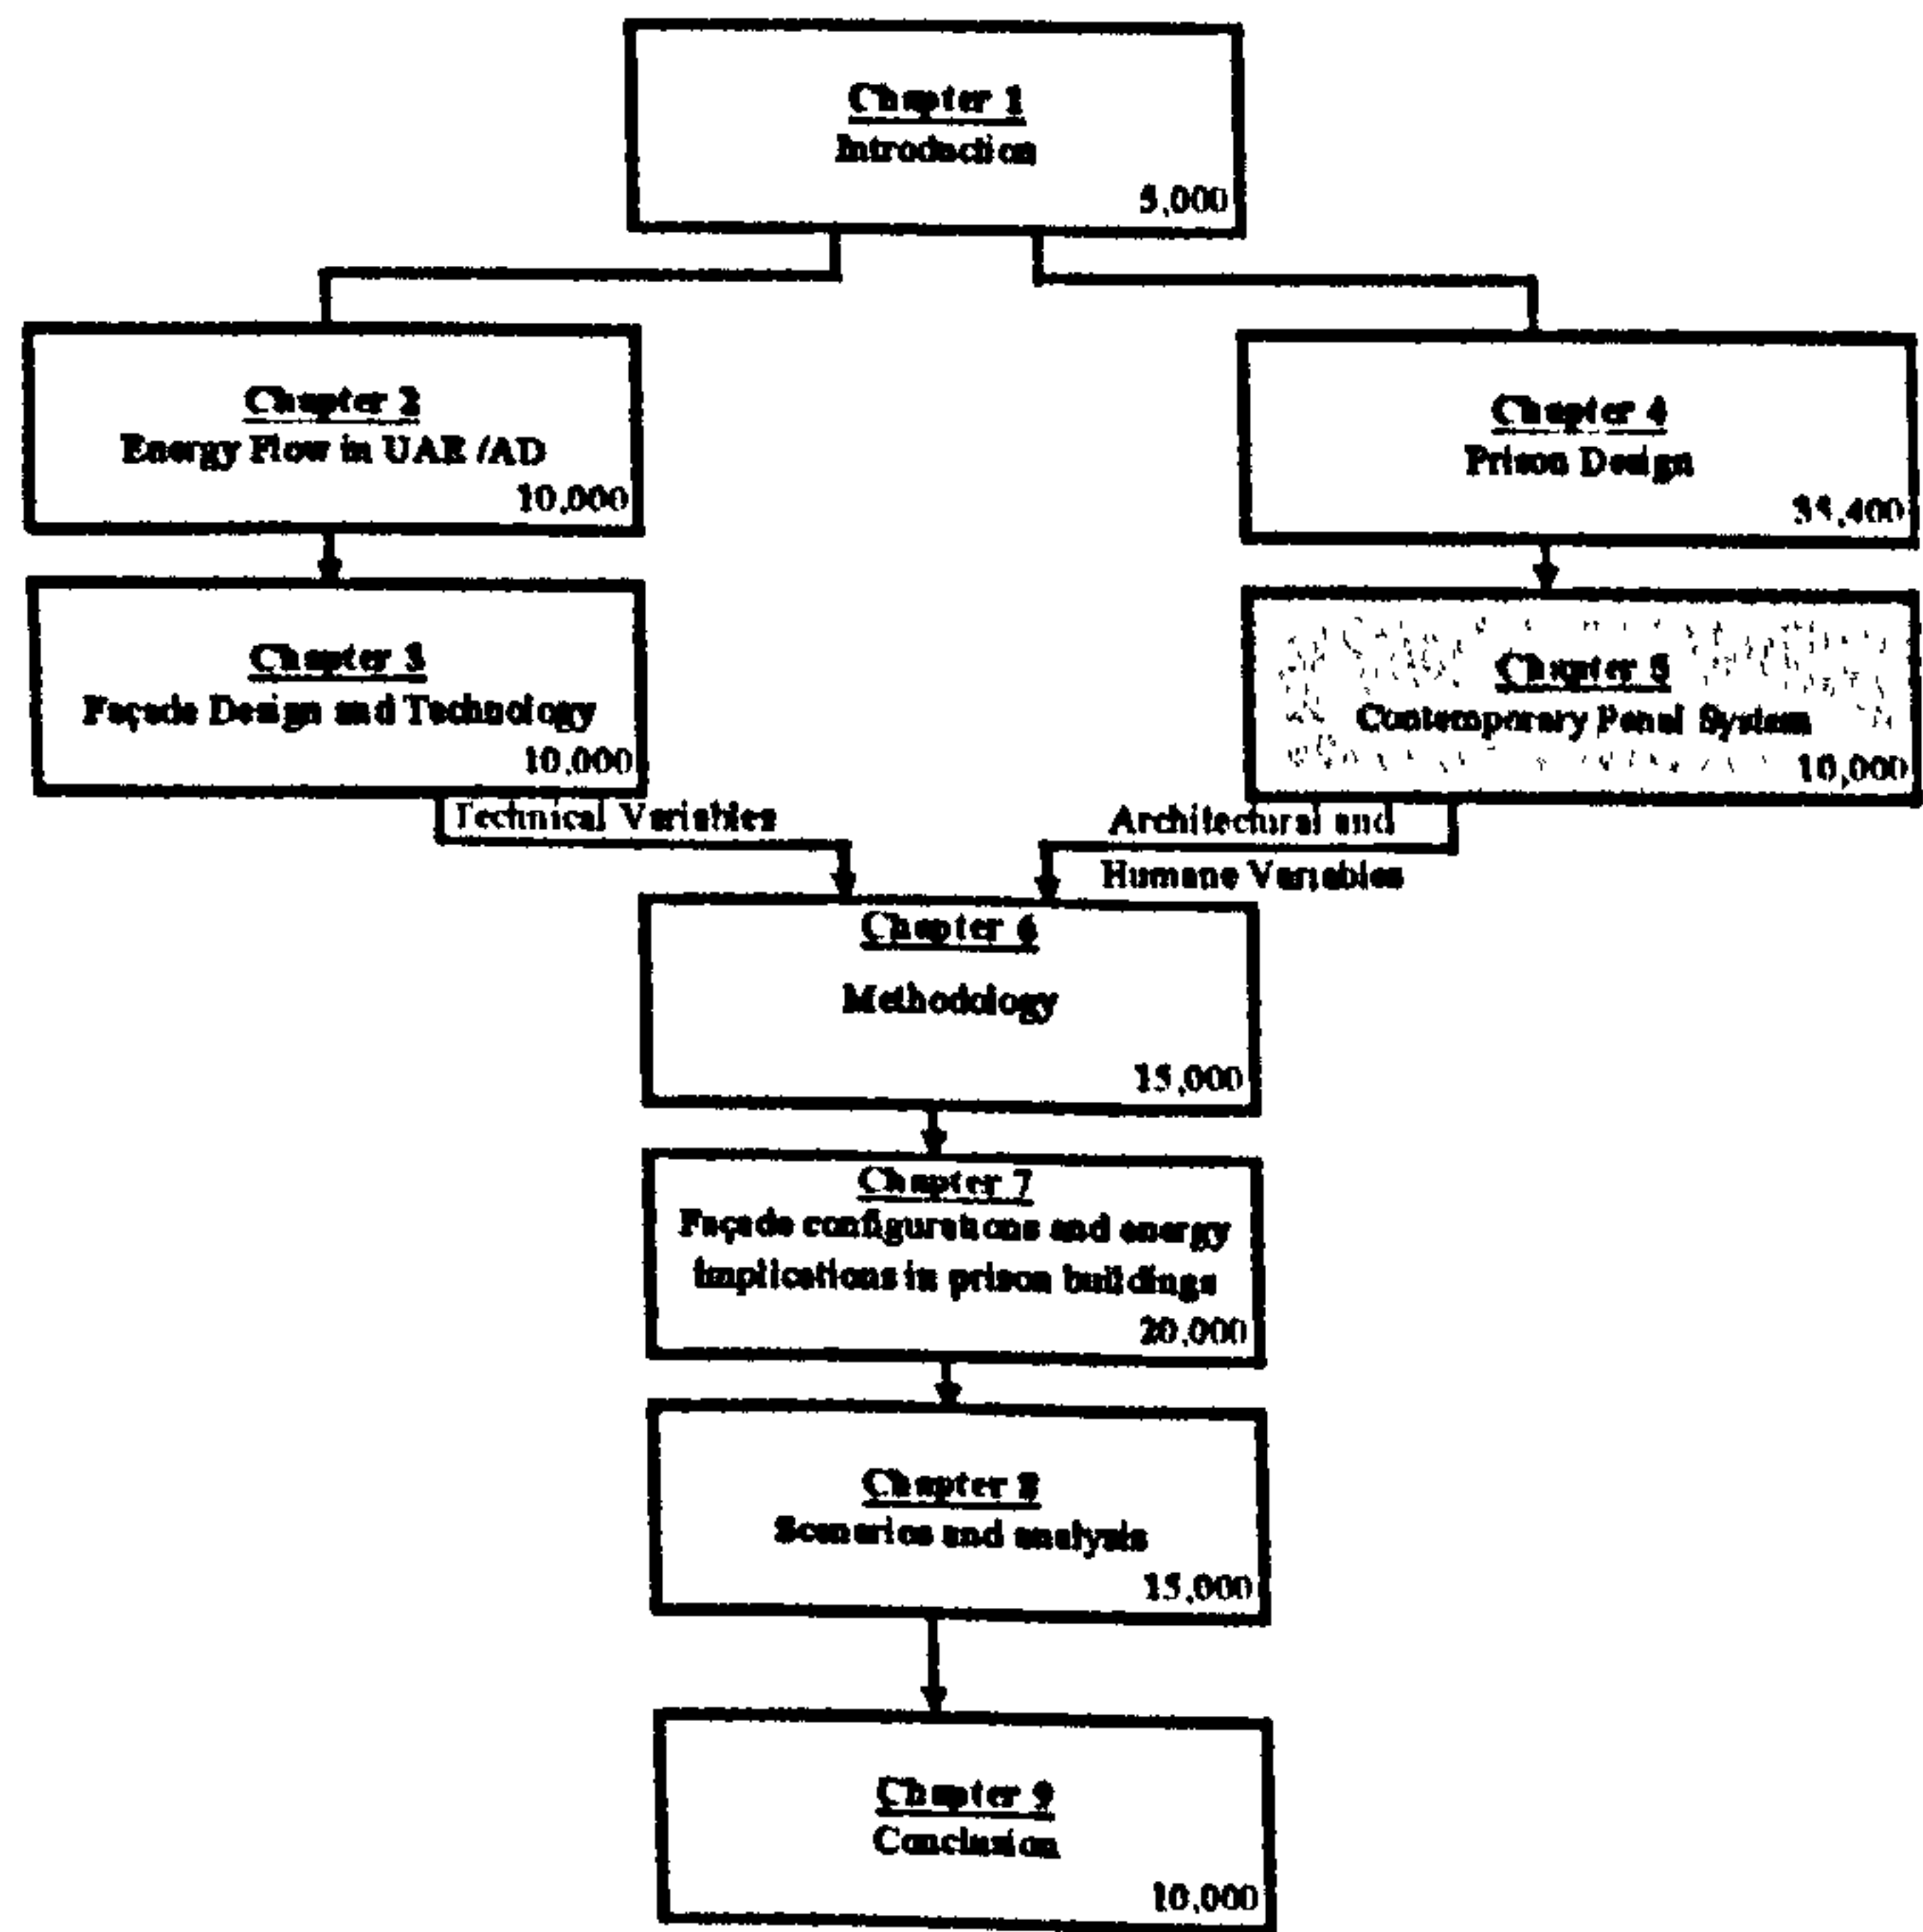 Chapter 1
Introduction
5,000
Chapter 2
Energy Flow in UAE /AD
10,000
Chapter 4
Prison Design
Chapter 3
Façade Design and Technology
10,000
Chapter 5
Contemporary Penal System
10,000
Technical Variables
Architectural and
Humane Variables
Chapter 6
Methodology
15,000
Chapter 7
Façade configurations and energy
implications in prison buildings
20,000
Chapter 8
Scenarios and analysis
15,000
Chapter 9
Conclusion
10,000